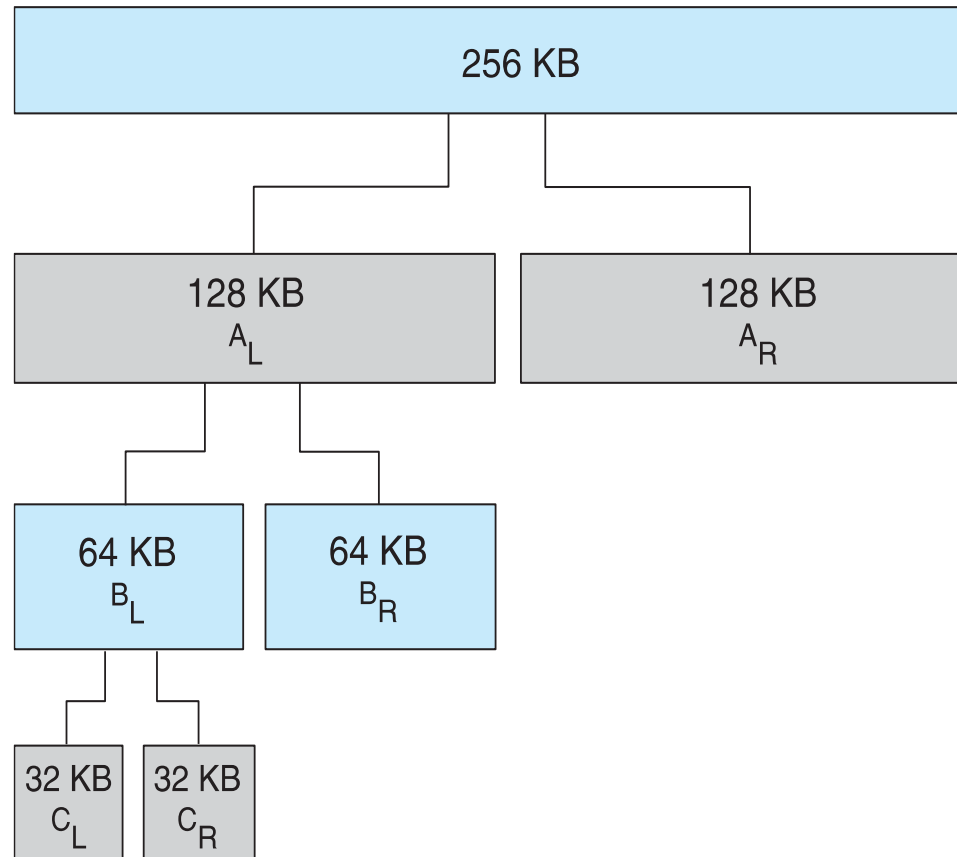 256 KB
128 KB
A_L
128 KB
A_R
64 KB
B_L
64 KB
B_R
32 KB
C_L
32 KB
C_R